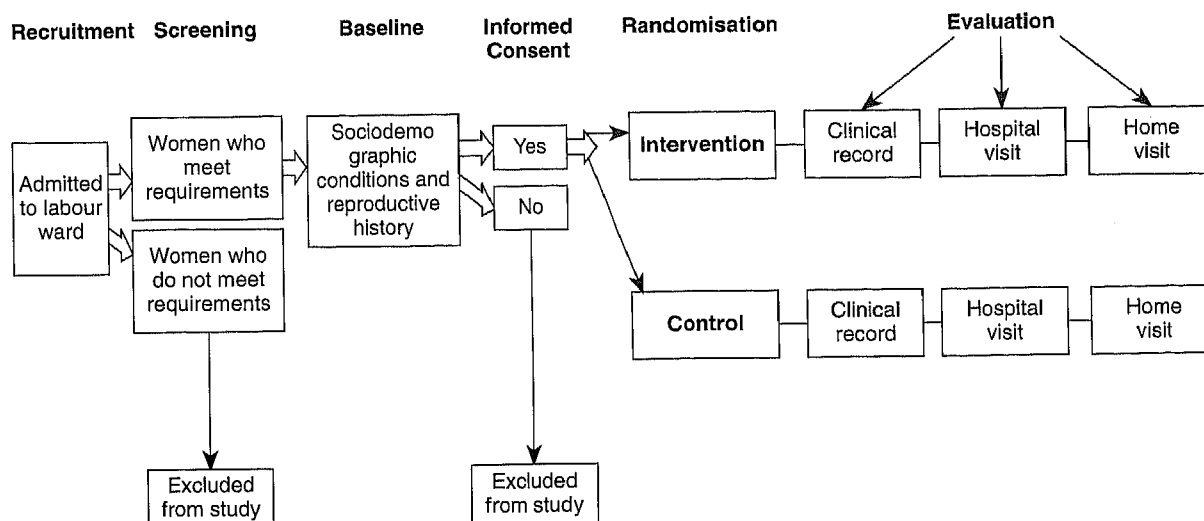 Recruitment
Screening
Baseline
Informed
Consent
Randomisation
Evaluation
Admitted
to labour
ward
Women who
meet
requirements
Women who
do not meet
requirements
Excluded
from study
Sociodemo
graphic
conditions and
reproductive
history
Yes
No
Excluded
from study
Intervention
Clinical
record
Hospital
visit
Home
visit
Control
Clinical
record
Hospital
visit
Home
visit